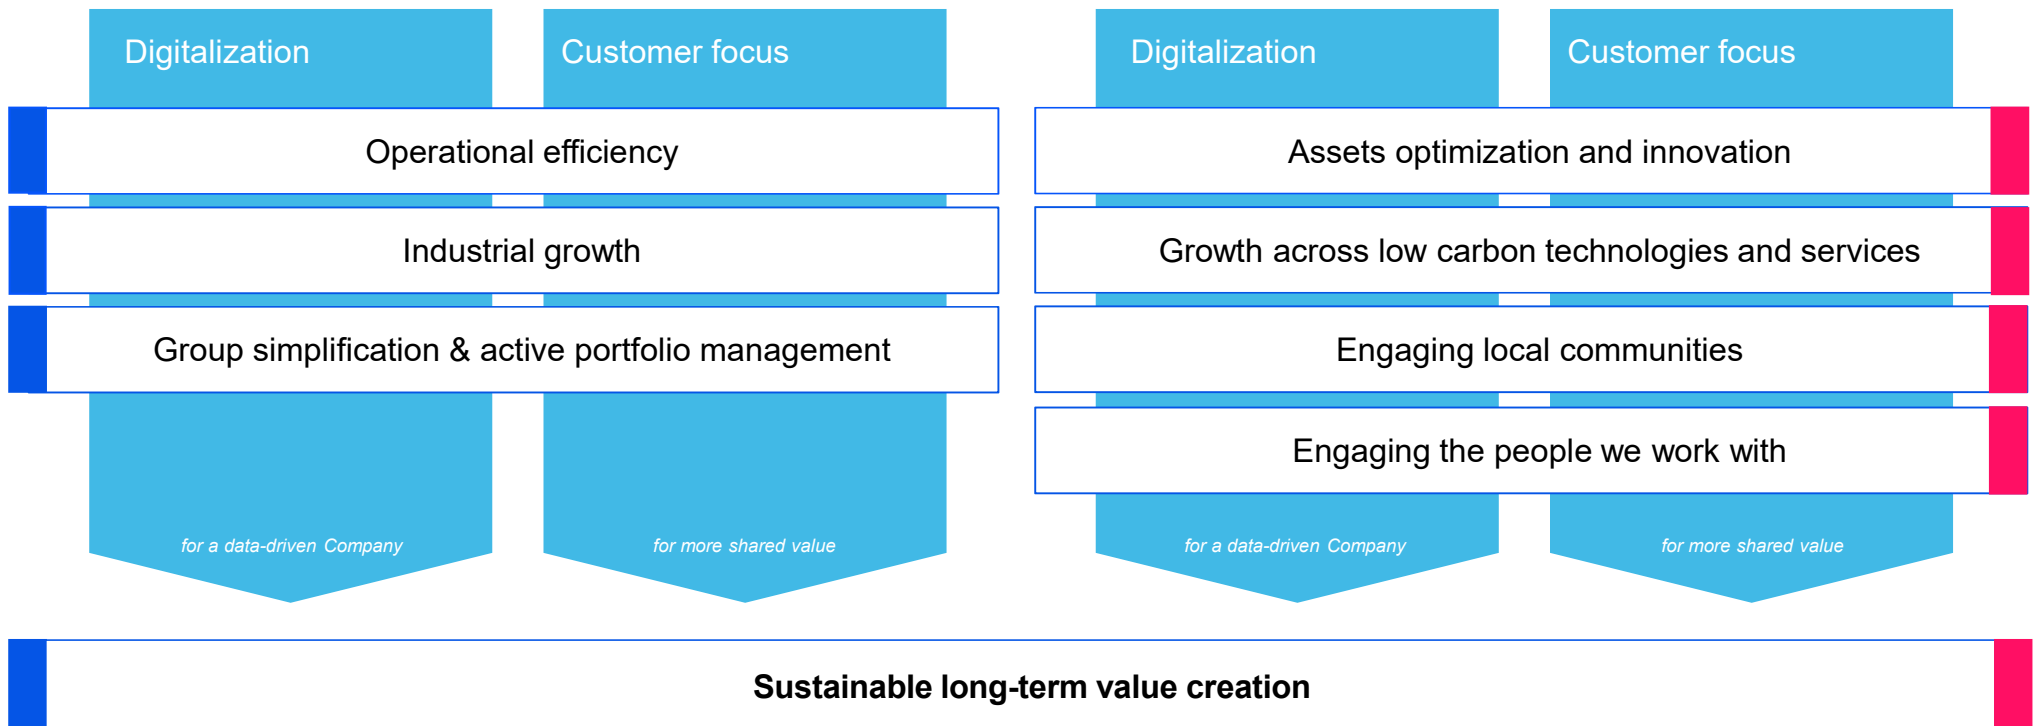 Digitalization
Customer focus
Operational efficiency
Industrial growth
Group simplification & active portfolio management
for a data-driven Company
for more shared value
Digitalization
Customer focus
Assets optimization and innovation
Growth across low carbon technologies and services
Engaging local communities
Engaging the people we work with
for a data-driven Company
for more shared value
Sustainable long-term value creation